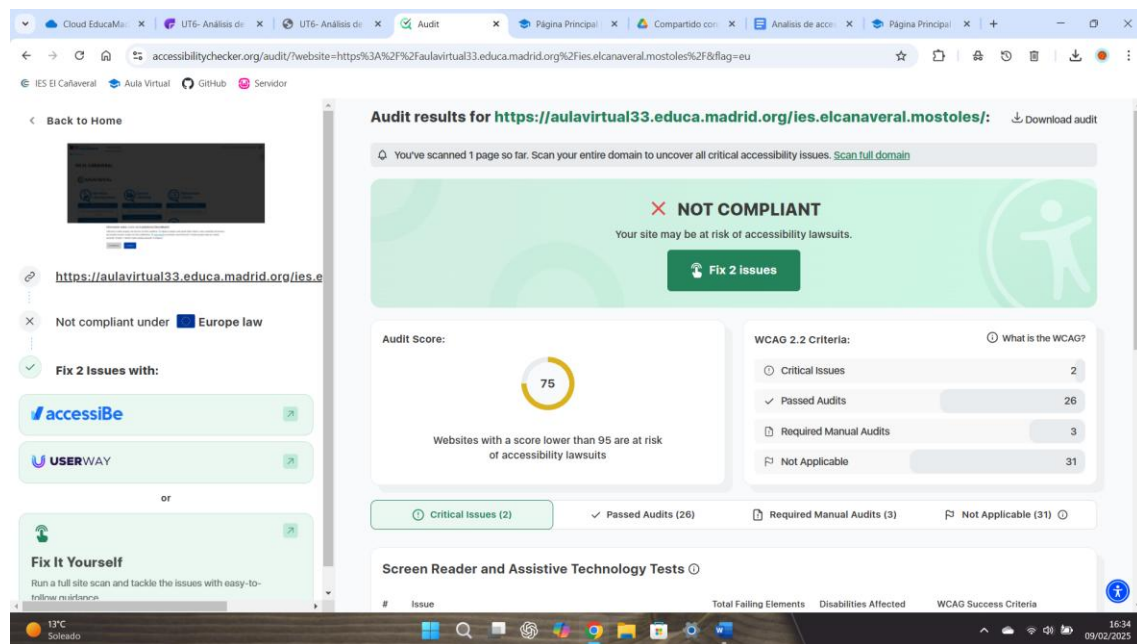 Cloud EducaMa
UT6- Análisis de
UT6- Análisis de
Audit
Página Principal
Compartido con
Analisis de acce
Página Principal
accessibilitychecker.org/audit/?website=https%3A%2F%2Faulavirtual33.educa.madrid.org%2Fies.elcanaveral.mostoles%2F&flag=eu
IES El Cañaveral
Aula Virtual
GitHub
Servidor
Back to Home
https://aulavirtual33.educa.madrid.org/ies.e
Not compliant under Europe law
Fix 2 Issues with:
accessiBe
USERWAY
or
Fix It Yourself
Run a full site scan and tackle the issues with easy-to-
follow guidance
Audit results for https://aulavirtual33.educa.madrid.org/ies.elcanaveral.mostoles/:
Download audit
You've scanned 1 page so far. Scan your entire domain to uncover all critical accessibility issues. Scan full domain
NOT COMPLIANT
Your site may be at risk of accessibility lawsuits.
Fix 2 issues
Audit Score:
75
Websites with a score lower than 95 are at risk
of accessibility lawsuits
WCAG 2.2 Criteria:
What is the WCAG?
Critical Issues 2
Passed Audits 26
Required Manual Audits 3
Not Applicable 31
Critical Issues (2)
Passed Audits (26)
Required Manual Audits (3)
Not Applicable (31)
Screen Reader and Assistive Technology Tests
# Issue Total Failing Elements Disabilities Affected WCAG Success Criteria
13°C
Soleado
16:34
09/02/2025